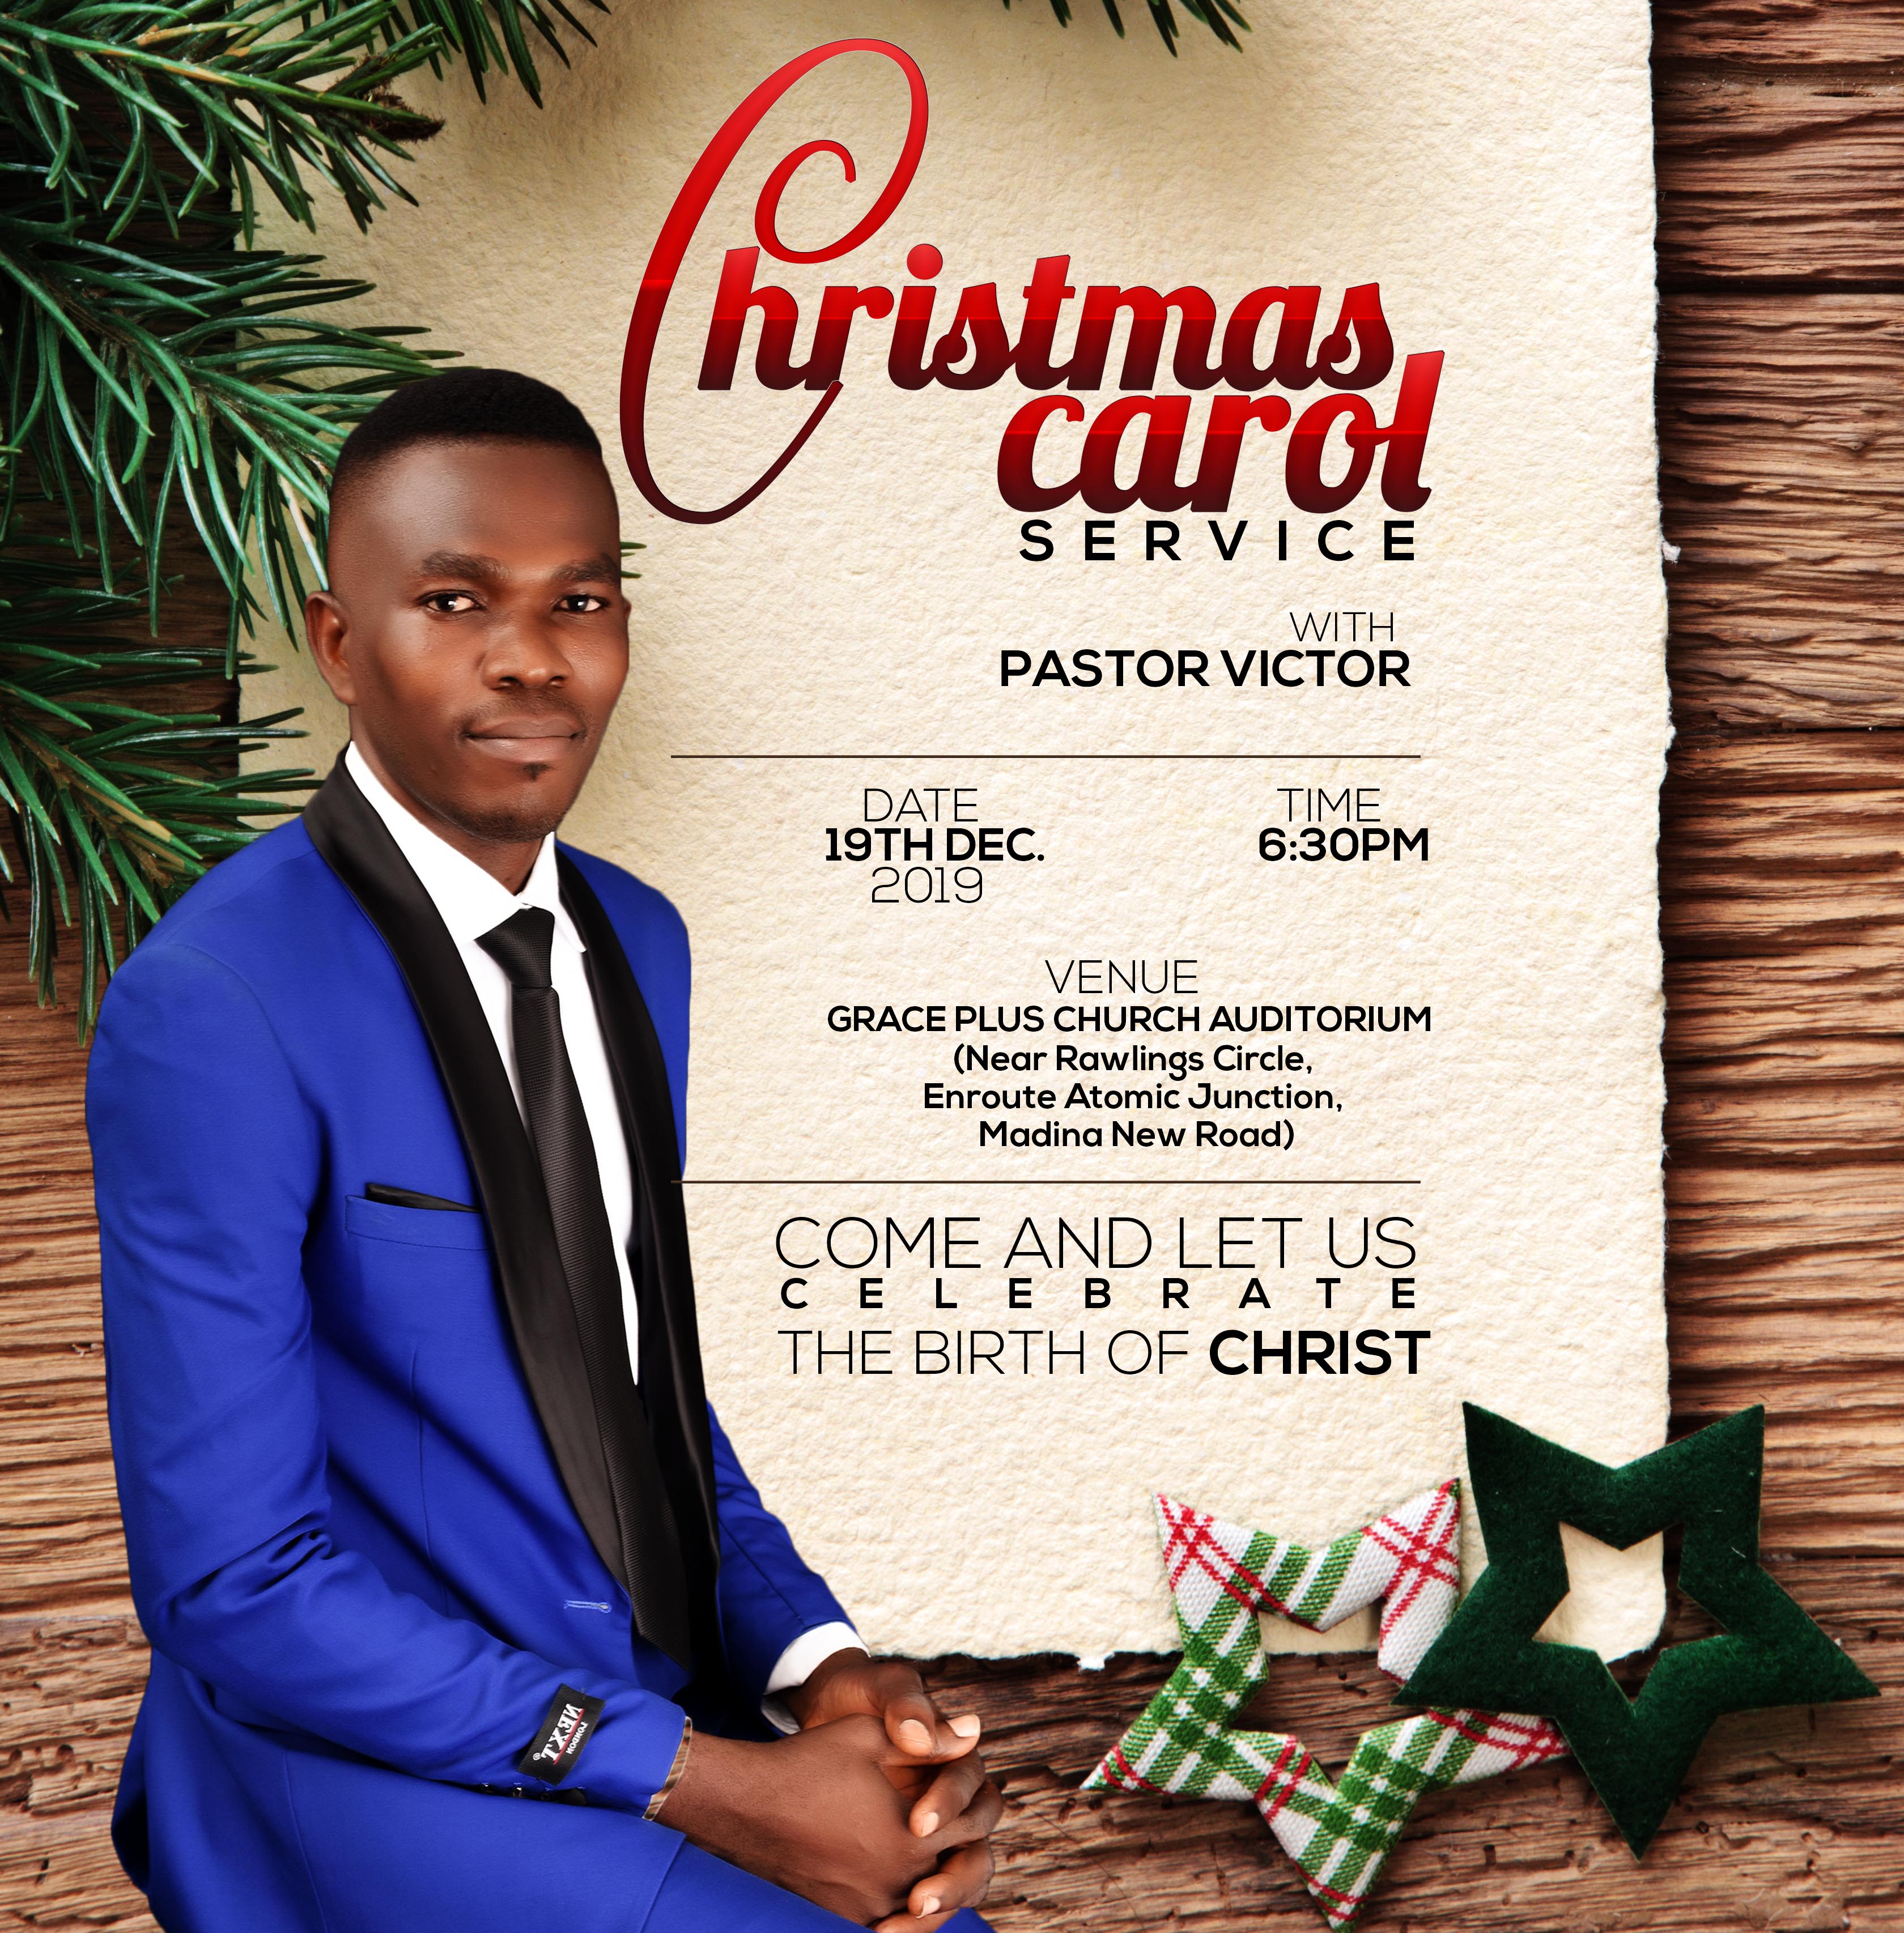 Christmas
carol
SERVICE
WITH
PASTOR VICTOR
DATE
19TH DEC.
2019
TIME
6:30PM
VENUE
GRACE PLUS CHURCH AUDITORIUM
(Near Rawlings Circle,
Enroute Atomic Junction,
Madina New Road)
COME AND LET US
CELEBRATE
THE BIRTH OF CHRIST
NEXT®
LONDON